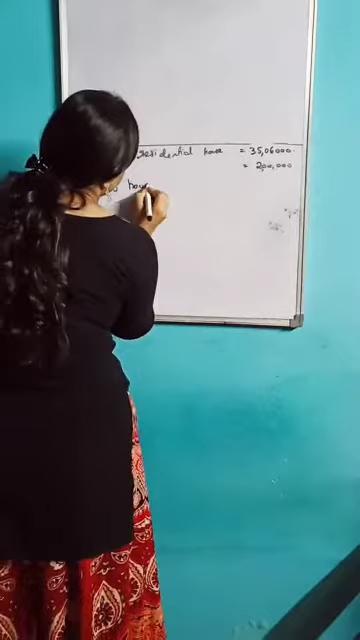 residential house = 35,06000
= 200,000
hou